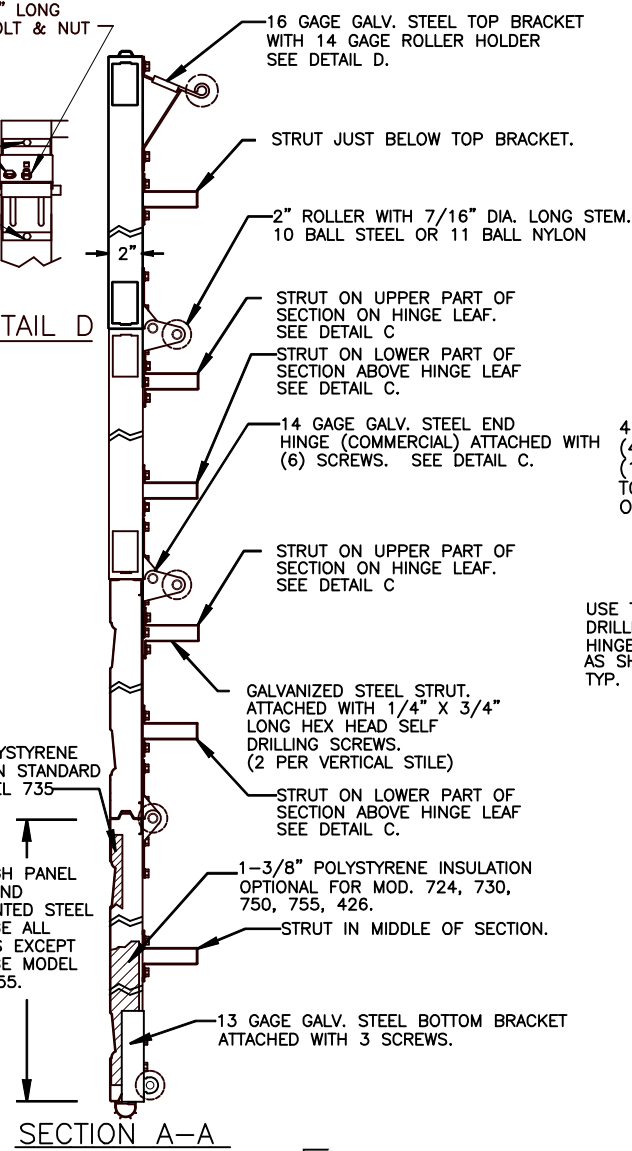 " LONG
& NUT
16 GAGE GALV. STEEL TOP BRACKET
WITH 14 GAGE ROLLER HOLDER
SEE DETAIL D.
STRUT JUST BELOW TOP BRACKET.
2" ROLLER WITH 7/16" DIA. LONG STEM.
10 BALL STEEL OR 11 BALL NYLON
2"
D
STRUT ON UPPER PART OF
SECTION ON HINGE LEAF.
SEE DETAIL C
STRUT ON LOWER PART OF
SECTION ABOVE HINGE LEAF
SEE DETAIL C.
14 GAGE GALV. STEEL END
HINGE (COMMERCIAL) ATTACHED WITH
(6) SCREWS. SEE DETAIL C.
4
(4
(
TO
O
STRUT ON UPPER PART OF
SECTION ON HINGE LEAF.
SEE DETAIL C
USE
DRILL
HINGE
AS SH
TYP.
GALVANIZED STEEL STRUT.
ATTACHED WITH 1/4" X 3/4"
LONG HEX HEAD SELF
DRILLING SCREWS.
(2 PER VERTICAL STILE)
YSTYRENE
N STANDARD
EL 735
STRUT ON LOWER PART OF
SECTION ABOVE HINGE LEAF
SEE DETAIL C.
SH PANEL
ND
NTED STEEL
SE ALL
S EXCEPT
SE MODEL
55.
1-3/8" POLYSTYRENE INSULATION
OPTIONAL FOR MOD. 724, 730,
750, 755, 426.
STRUT IN MIDDLE OF SECTION.
13 GAGE GALV. STEEL BOTTOM BRACKET
ATTACHED WITH 3 SCREWS.
SECTION A-A